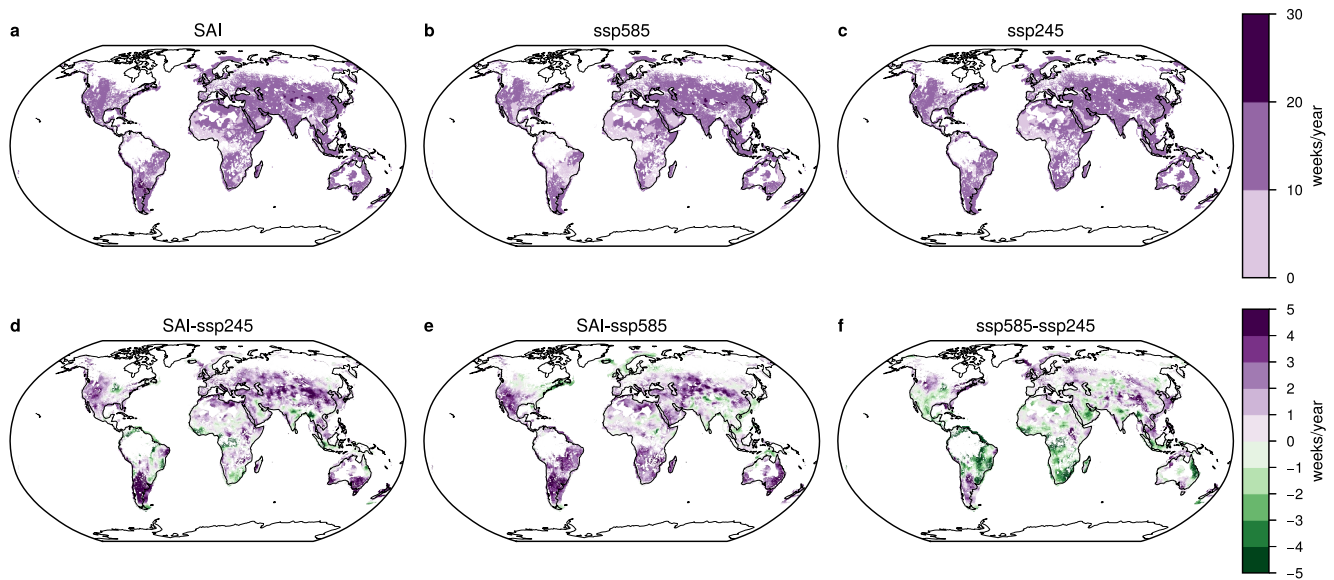 a SAI
b ssp585
c ssp245
30
20
10
0
weeks/year
d SAI-ssp245
e SAI-ssp585
f ssp585-ssp245
5
4
3
2
1
0
−1
−2
−3
−4
−5
weeks/year